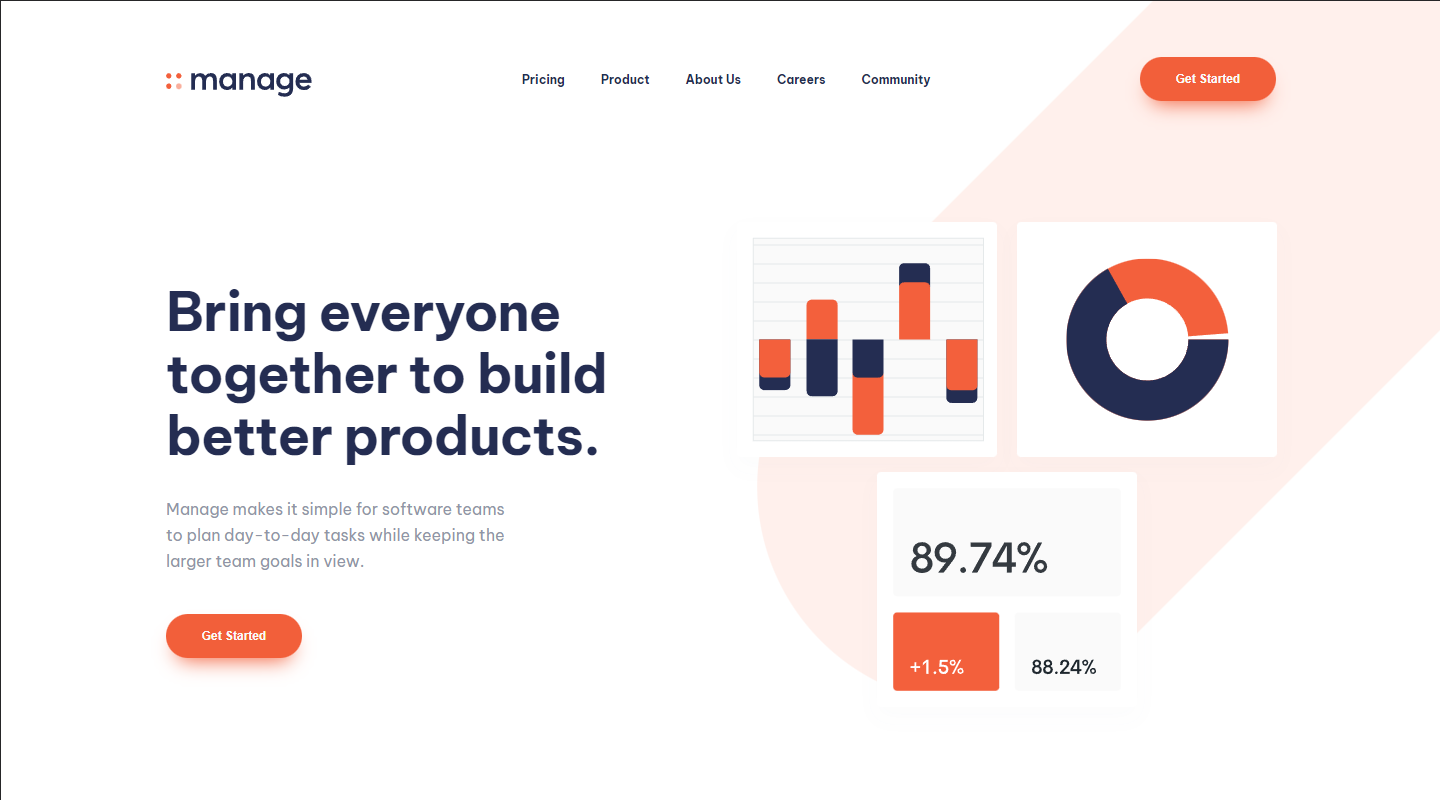 manage
Pricing
Product
About Us
Careers
Community
Get Started
Bring everyone
together to build
better products.
Manage makes it simple for software teams
to plan day-to-day tasks while keeping the
larger team goals in view.
Get Started
89.74%
+1.5%
88.24%